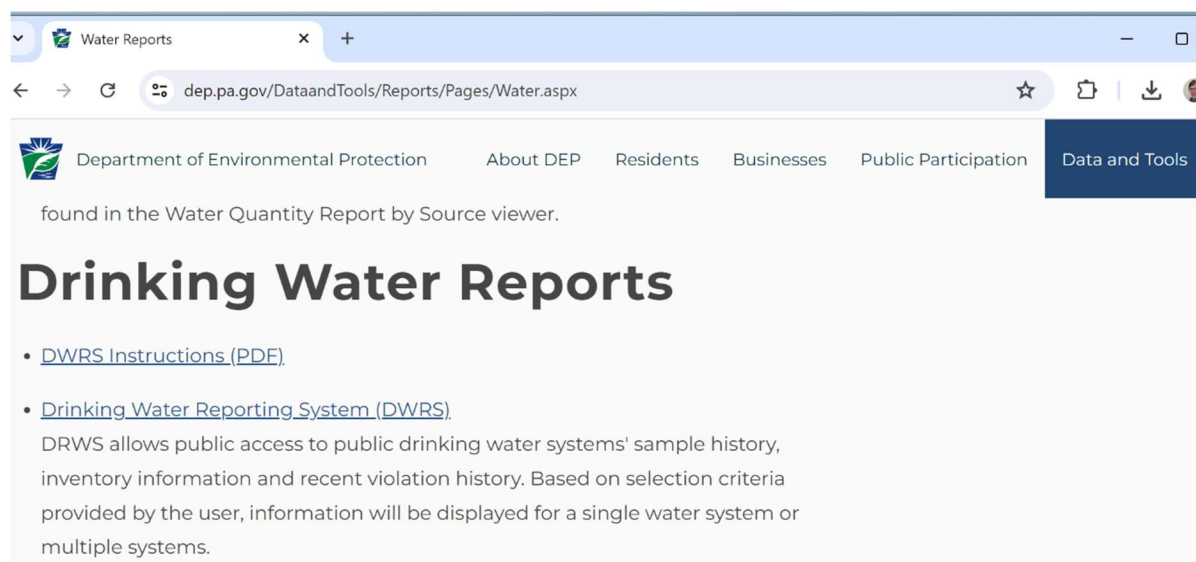 Water Reports
dep.pa.gov/DataandTools/Reports/Pages/Water.aspx
Department of Environmental Protection About DEP Residents Businesses Public Participation Data and Tools
found in the Water Quantity Report by Source viewer.
Drinking Water Reports
• DWRS Instructions (PDF)
• Drinking Water Reporting System (DWRS)
DRWS allows public access to public drinking water systems' sample history,
inventory information and recent violation history. Based on selection criteria
provided by the user, information will be displayed for a single water system or
multiple systems.